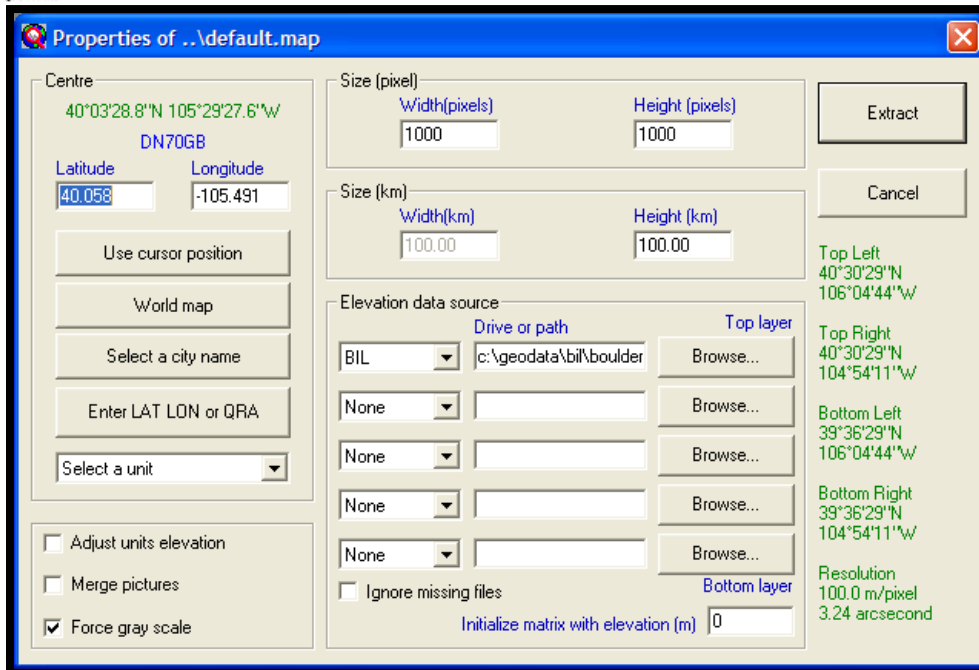 Properties of ..\default.map
Centre
40°03'28.8''N 105°29'27.6''W
DN70GB
Latitude Longitude
40.058 -105.491
Use cursor position
World map
Select a city name
Enter LAT LON or QRA
Select a unit
Adjust units elevation
Merge pictures
Force gray scale
Size (pixel)
Width(pixels) Height (pixels)
1000 1000
Size (km)
Width(km) Height (km)
100.00 100.00
Elevation data source
Drive or path Top layer
BIL c:\geodata\bil\boulder Browse...
None Browse...
None Browse...
None Browse...
None Browse...
Ignore missing files Bottom layer
Initialize matrix with elevation (m) 0
Extract
Cancel
Top Left
40°30'29''N
106°04'44''W
Top Right
40°30'29''N
104°54'11''W
Bottom Left
39°36'29''N
106°04'44''W
Bottom Right
39°36'29''N
104°54'11''W
Resolution
100.0 m/pixel
3.24 arcsecond